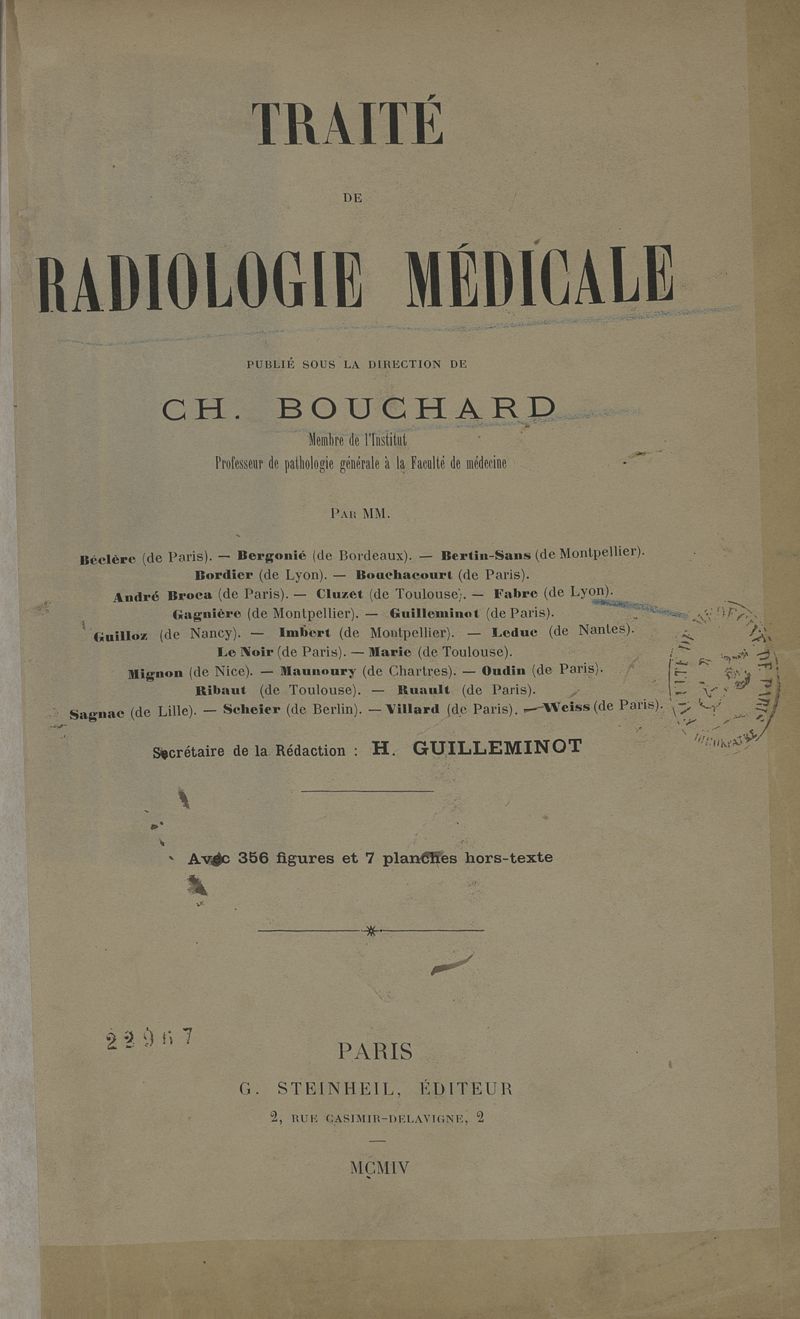 TRAITÉ
DE
RADIOLOGIE MÉDICALE
PUBLIÉ SOUS LA DIRECTION DE
CH. BOUCHARD
Membre de l'Institut
Professeur de pathologie générale à la Faculté de médecine
PAR MM.
Béclère (de Paris). — Bergonié (de Bordeaux). — Bertin-Sans (de Montpellier).
Bordier (de Lyon). — Bouchacourt (de Paris).
André Broca (de Paris). — Cluzet (de Toulouse). — Fabre (de Lyon).
Gagnière (de Montpellier). — Guilleminot (de Paris).
Guilloz (de Nancy). — Imbert (de Montpellier). — Leduc (de Nantes).
Le Noir (de Paris). — Marie (de Toulouse).
Mignon (de Nice). — Maunoury (de Chartres). — Oudin (de Paris).
Ribaut (de Toulouse). — Ruault (de Paris).
Sagnac (de Lille). — Scheier (de Berlin). — Villard (de Paris). — Weiss (de Paris).
Secrétaire de la Rédaction : H. GUILLEMINOT
Avec 356 figures et 7 planches hors-texte
22967
PARIS
G. STEINHEIL, ÉDITEUR
2, RUE CASIMIR-DELAVIGNE, 2
MCMIV